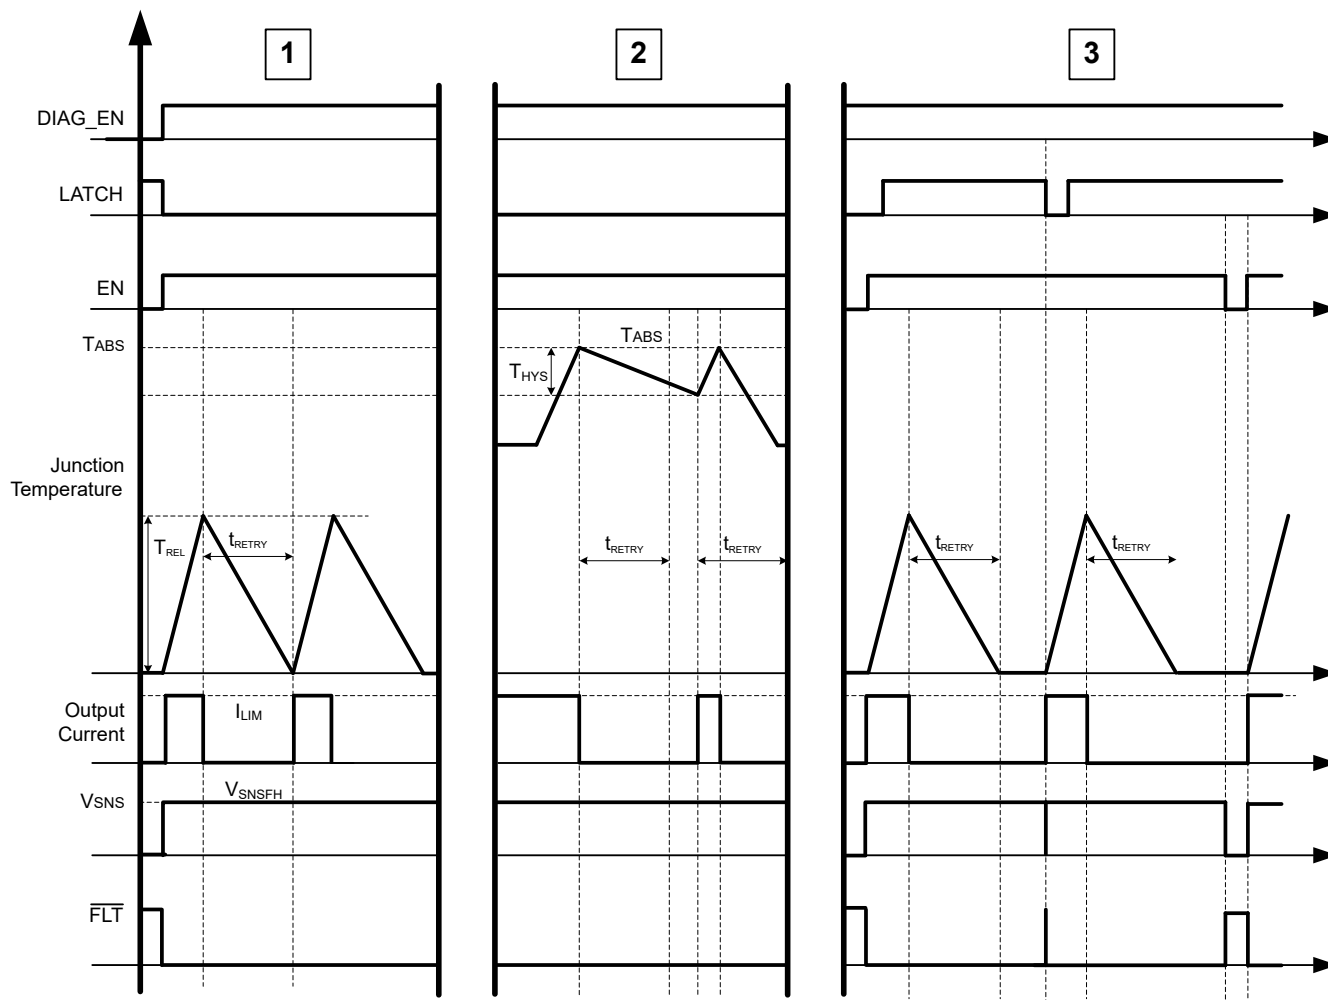 1
2
3
DIAG_EN
LATCH
EN
TABS
TABS
THYS
Junction
Temperature
TREL
tRETRY
tRETRY
tRETRY
tRETRY
tRETRY
Output
Current
ILIM
VSNS
VSNSFH
FLT